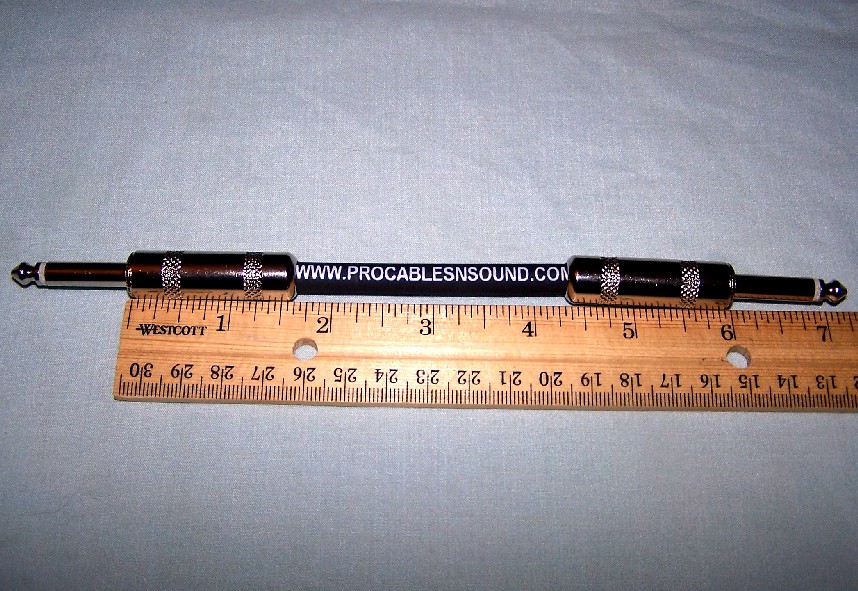 WWW.PROCABLESNSOUND.COM
1 2 3 4 5 6 7
WESTCOTT
30 29 28 27 26 25 24 23 22 21 20 19 18 17 16 15 14 13